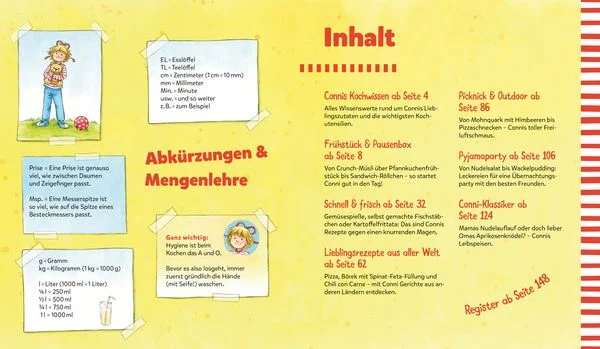 EL = Esslöffel
TL = Teelöffel
cm = Zentimeter (1 cm = 10 mm)
mm = Millimeter
Min. = Minute
usw. = und so weiter
z.B. = zum Beispiel
Abkürzungen &
Mengenlehre
Prise = Eine Prise ist genauso
viel, wie zwischen Daumen
und Zeigefinger passt.
Msp. = Eine Messerspitze ist
so viel, wie auf die Spitze eines
Besteckmessers passt.
g = Gramm
kg = Kilogramm (1 kg = 1000 g)
l = Liter (1000 ml = 1 Liter)
¼ l = 250 ml
½ l = 500 ml
¾ l = 750 ml
1 l = 1000 ml
Ganz wichtig:
Hygiene ist beim
Kochen das A und O.
Bevor es also losgeht, immer
zuerst gründlich die Hände
(mit Seife!) waschen.
Inhalt
Connis Kochwissen ab Seite 4
Alles Wissenswerte rund um Connis Lieb-
lingszutaten und die wichtigsten Koch-
utensilien.
Frühstück & Pausenbox
ab Seite 8
Von Crunch-Müsli über Pfannkuchenfrüh-
stück bis Sandwich-Röllchen – so startet
Conni gut in den Tag!
Schnell & frisch ab Seite 32
Gemüsespieße, selbst gemachte Fischstäb-
chen oder Kartoffelfrittata: Das sind Connis
Rezepte gegen einen knurrenden Magen.
Lieblingsrezepte aus aller Welt
ab Seite 62
Pizza, Börek mit Spinat-Feta-Füllung und
Chili con Carne – mit Conni Gerichte aus an-
deren Ländern entdecken.
Picknick & Outdoor ab
Seite 86
Von Mohnquark mit Himbeeren bis
Pizzaschnecken – Connis toller Frei-
luftschmaus.
Pyjamaparty ab Seite 106
Von Nudelsalat bis Wackelpudding:
Leckereien für eine Übernachtungs-
party mit den besten Freunden.
Conni-Klassiker ab
Seite 124
Mamas Nudelauflauf oder doch lieber
Omas Aprikosenknödel? – Connis
Leibspeisen.
Register ab Seite 148